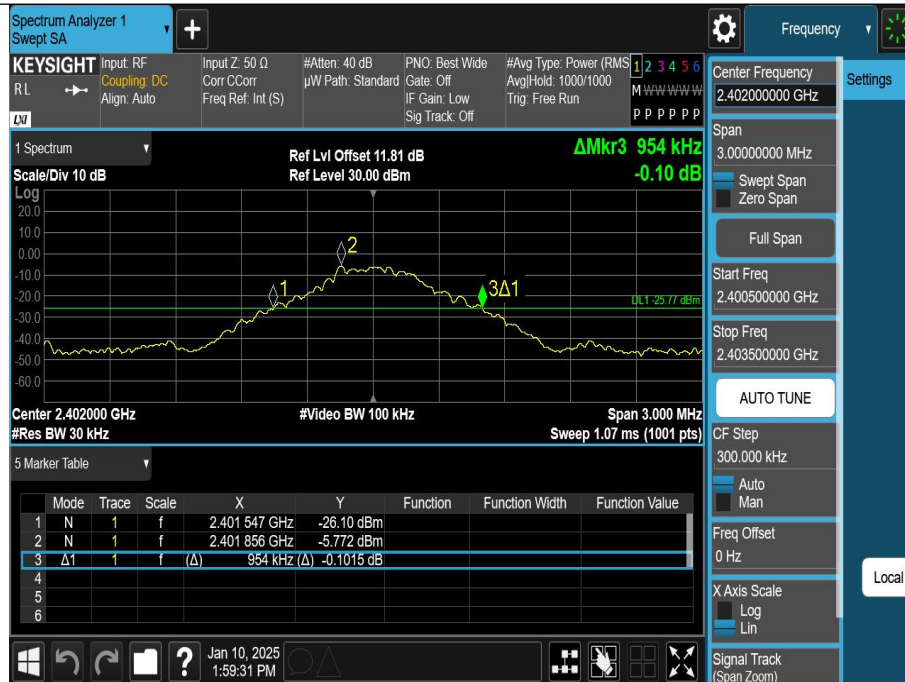 Spectrum Analyzer 1
Swept SA
+
Frequency
KEYSIGHT
RL
LXI
Input: RF
Coupling: DC
Align: Auto
Input Z: 50 Ω
Corr CCorr
Freq Ref: Int (S)
#Atten: 40 dB
µW Path: Standard
PNO: Best Wide
Gate: Off
IF Gain: Low
Sig Track: Off
#Avg Type: Power (RMS
Avg|Hold: 1000/1000
Trig: Free Run
1 2 3 4 5 6
M W W W W W
P P P P P P
1 Spectrum
Scale/Div 10 dB
Ref Lvl Offset 11.81 dB
Ref Level 30.00 dBm
ΔMkr3 954 kHz
-0.10 dB
Log
20.0
10.0
0.00
-10.0
-20.0
-30.0
-40.0
-50.0
-60.0
1
2
3Δ1
DL1 -25.77 dBm
Center 2.402000 GHz
#Video BW 100 kHz
Span 3.000 MHz
#Res BW 30 kHz
Sweep 1.07 ms (1001 pts)
5 Marker Table
Mode Trace Scale X Y Function Function Width Function Value
1 N 1 f 2.401 547 GHz -26.10 dBm
2 N 1 f 2.401 856 GHz -5.772 dBm
3 Δ1 1 f (Δ) 954 kHz (Δ) -0.1015 dB
4
5
6
?
Jan 10, 2025
1:59:31 PM
Center Frequency
2.402000000 GHz
Span
3.00000000 MHz
Swept Span
Zero Span
Full Span
Start Freq
2.400500000 GHz
Stop Freq
2.403500000 GHz
AUTO TUNE
CF Step
300.000 kHz
Auto
Man
Freq Offset
0 Hz
X Axis Scale
Log
Lin
Signal Track
(Span Zoom)
Settings
Local